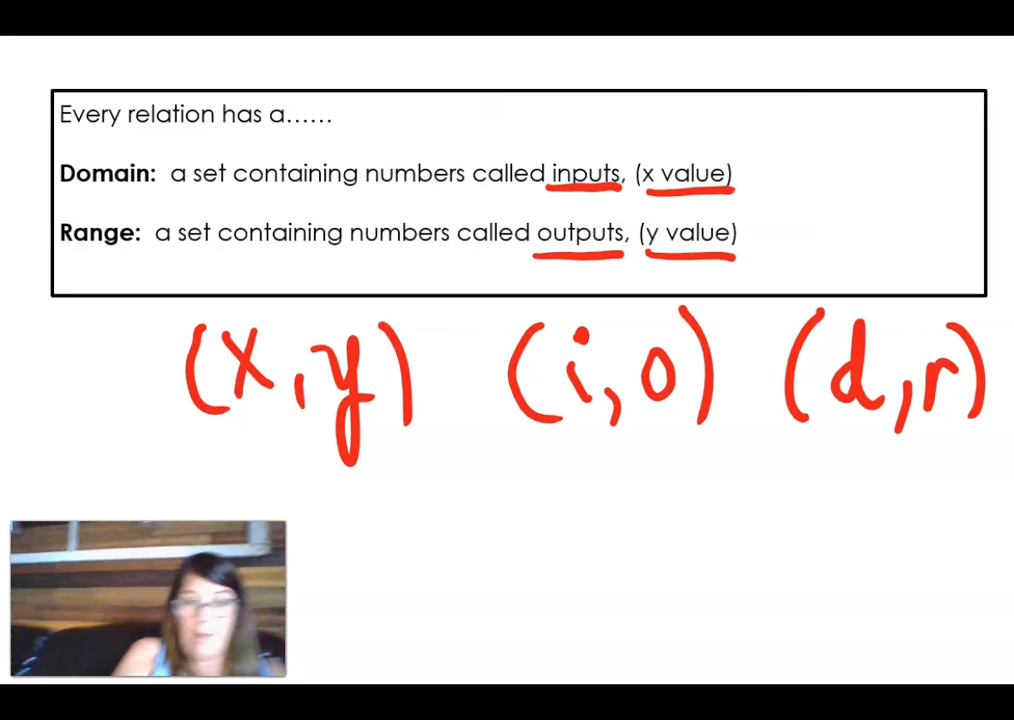 Every relation has a......
Domain: a set containing numbers called inputs, (x value)
Range: a set containing numbers called outputs, (y value)
(x,y) (i,o) (d,r)